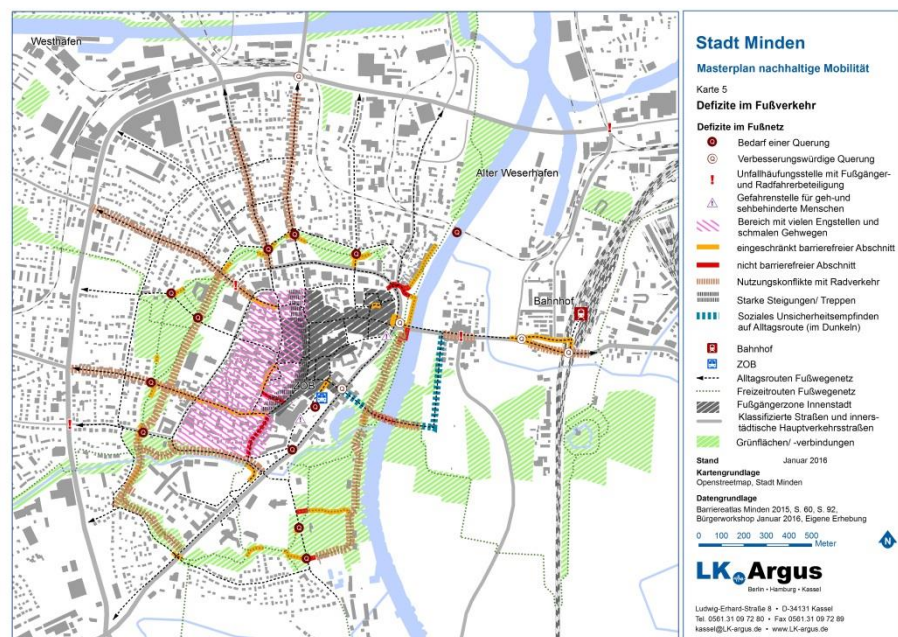 Westhafen
Alter Weserhafen
Bahnhof
ZOB
Stadt Minden
Masterplan nachhaltige Mobilität
Karte 5
Defizite im Fußverkehr
Defizite im Fußnetz
Bedarf einer Querung
Verbesserungswürdige Querung
Unfallhäufungsstelle mit Fußgänger-
und Radfahrerbeteiligung
Gefahrenstelle für geh-und
sehbehinderte Menschen
Bereich mit vielen Engstellen und
schmalen Gehwegen
eingeschränkt barrierefreier Abschnitt
nicht barrierefreier Abschnitt
Nutzungskonflikte mit Radverkehr
Starke Steigungen/ Treppen
Soziales Unsicherheitsempfinden
auf Alltagsroute (im Dunkeln)
Bahnhof
ZOB
Alltagsrouten Fußwegenetz
Freizeitrouten Fußwegenetz
Fußgängerzone Innenstadt
Klassifizierte Straßen und inners-
tädtische Hauptverkehrsstraßen
Grünflächen/ -verbindungen
Stand Januar 2016
Kartengrundlage
Openstreetmap, Stadt Minden
Datengrundlage
Barriereatlas Minden 2015, S. 60, S. 92,
Bürgerworkshop Januar 2016, Eigene Erhebung
0 100 200 300 400 500
Meter
N
LK Argus
Berlin • Hamburg • Kassel
Ludwig-Erhard-Straße 8 • D-34131 Kassel
Tel. 0561.31 09 72 80 • Fax 0561.31 09 72 89
kassel@LK-argus.de • www.LK-argus.de